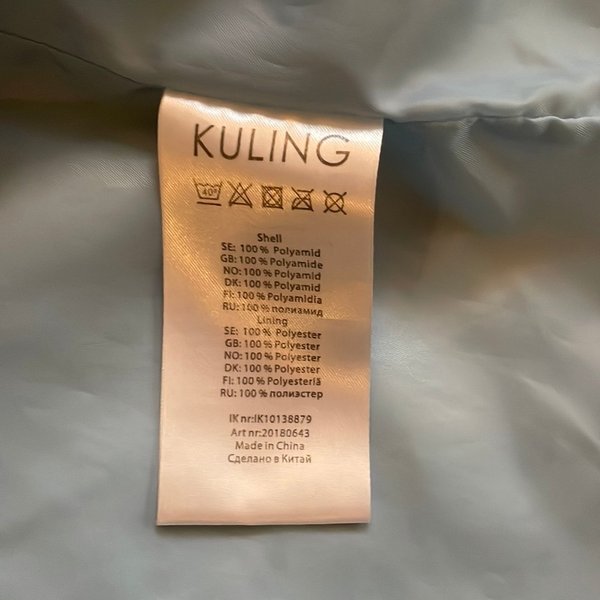 KULING
40°
Shell
SE: 100 % Polyamid
GB: 100 % Polyamide
NO: 100 % Polyamid
DK: 100 % Polyamid
FI: 100 % Polyamidia
RU: 100 % полиамид
Lining
SE: 100 % Polyester
GB: 100 % Polyester
NO: 100 % Polyester
DK: 100 % Polyester
FI: 100 % Polyesteriä
RU: 100 % полиэстер
IK nr:IK10138879
Art nr:20180643
Made in China
Сделано в Китай